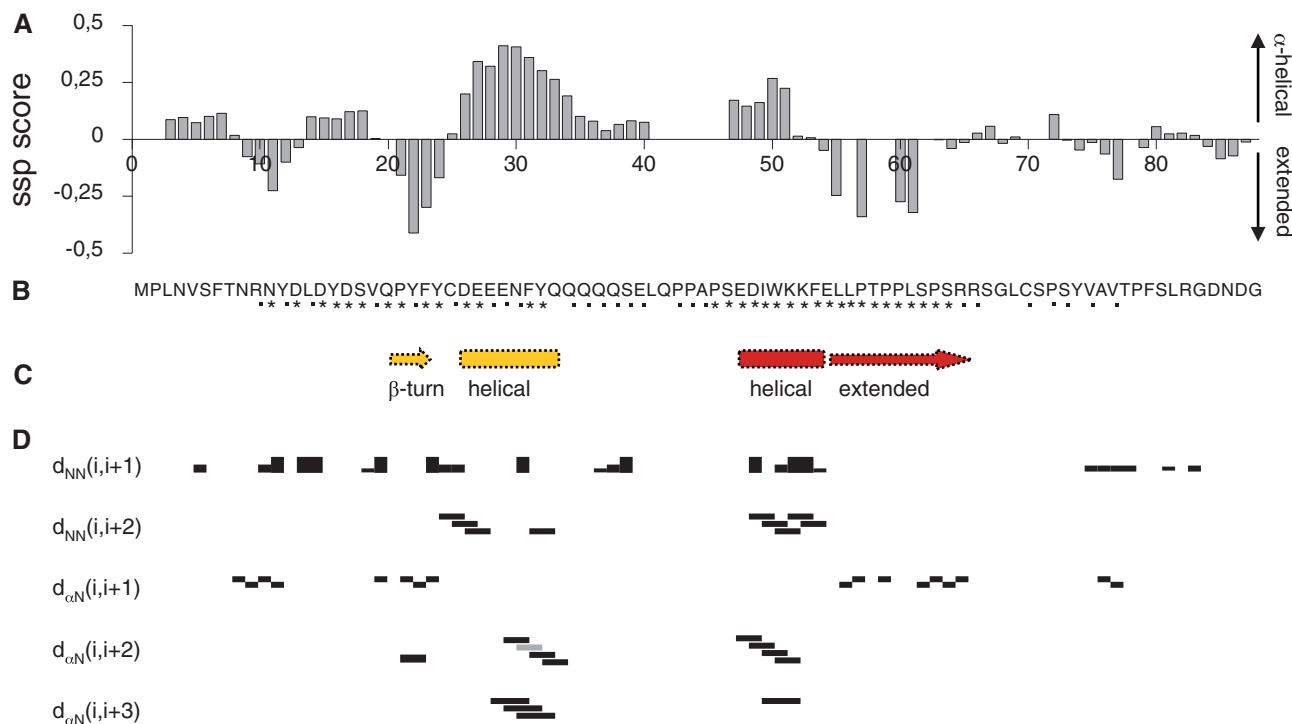 A
0,5
0,25
0
-0,25
-0,5
ssp score
0 10 20 30 40 50 60 70 80
α-helical
extended
B
MPLNVSFTNRNYDLDYDSVQPYFYCDEEENFYQQQQQSELQPPAPSEDIWKKFELLPTPPLSPSRRSGLCSPSYVAVTPFSLRGDNDG
C
β-turn helical helical extended
D
dNN(i,i+1)
dNN(i,i+2)
dαN(i,i+1)
dαN(i,i+2)
dαN(i,i+3)